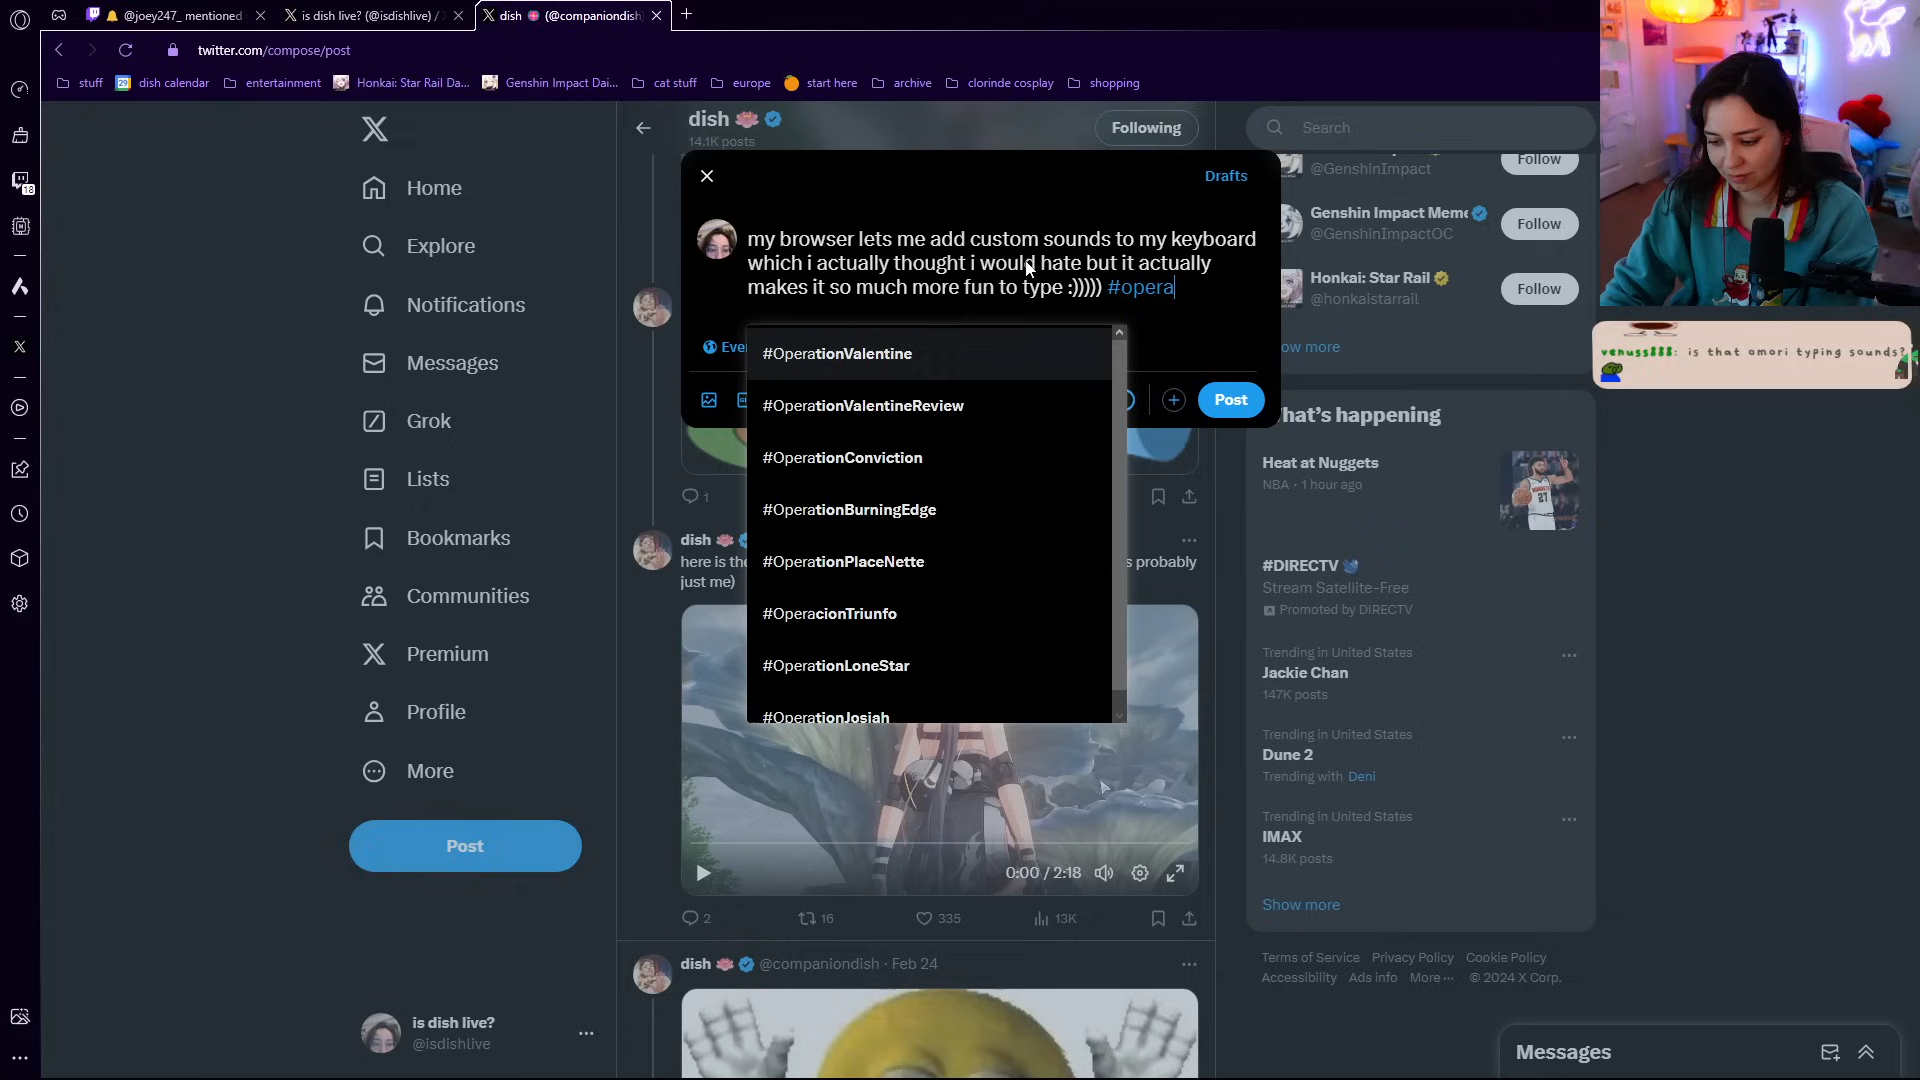 @joey247_ mentioned
is dish live? (@isdishlive) /
dish (@companiondish
twitter.com/compose/post
stuff
dish calendar
entertainment
Honkai: Star Rail Da...
Genshin Impact Dai...
cat stuff
europe
start here
archive
clorinde cosplay
shopping
18
Home
Explore
Notifications
Messages
Grok
Lists
Bookmarks
Communities
Premium
Profile
More
Post
is dish live?
@isdishlive
dish
14.1K posts
Following
Drafts
my browser lets me add custom sounds to my keyboard
which i actually thought i would hate but it actually
makes it so much more fun to type :))))) #opera
#OperationValentine
#OperationValentineReview
#OperationConviction
#OperationBurningEdge
#OperationPlaceNette
#OperacionTriunfo
#OperationLoneStar
#OperationJosiah
Post
1
dish
here is the
s probably
just me)
0:00 / 2:18
2
16
335
13K
dish @companiondish · Feb 24
Search
@GenshinImpact
Follow
Genshin Impact Meme
@GenshinImpactOC
Follow
Honkai: Star Rail
@honkaistarrail
Follow
ow more
hat's happening
Heat at Nuggets
NBA · 1 hour ago
#DIRECTV
Stream Satellite-Free
Promoted by DIRECTV
Trending in United States
Jackie Chan
147K posts
Trending in United States
Dune 2
Trending with Deni
Trending in United States
IMAX
14.8K posts
Show more
Terms of Service Privacy Policy Cookie Policy
Accessibility Ads info More ··· © 2024 X Corp.
Messages
venuss888: is that omori typing sounds?